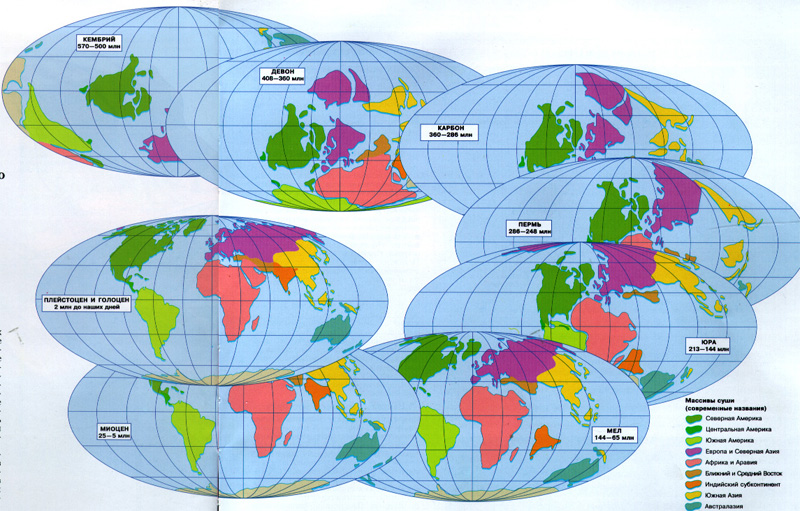 КЕМБРИЙ
570—500 млн
ДЕВОН
408—360 млн
КАРБОН
360—286 млн
ПЕРМЬ
286—248 млн
ПЛЕЙСТОЦЕН И ГОЛОЦЕН
2 млн до наших дней
ЮРА
213—144 млн
МИОЦЕН
25—5 млн
МЕЛ
144—65 млн
Массивы суши
(современные названия)
Северная Америка
Центральная Америка
Южная Америка
Европа и Северная Азия
Африка и Аравия
Ближний и Средний Восток
Индийский субконтинент
Южная Азия
Австралазия